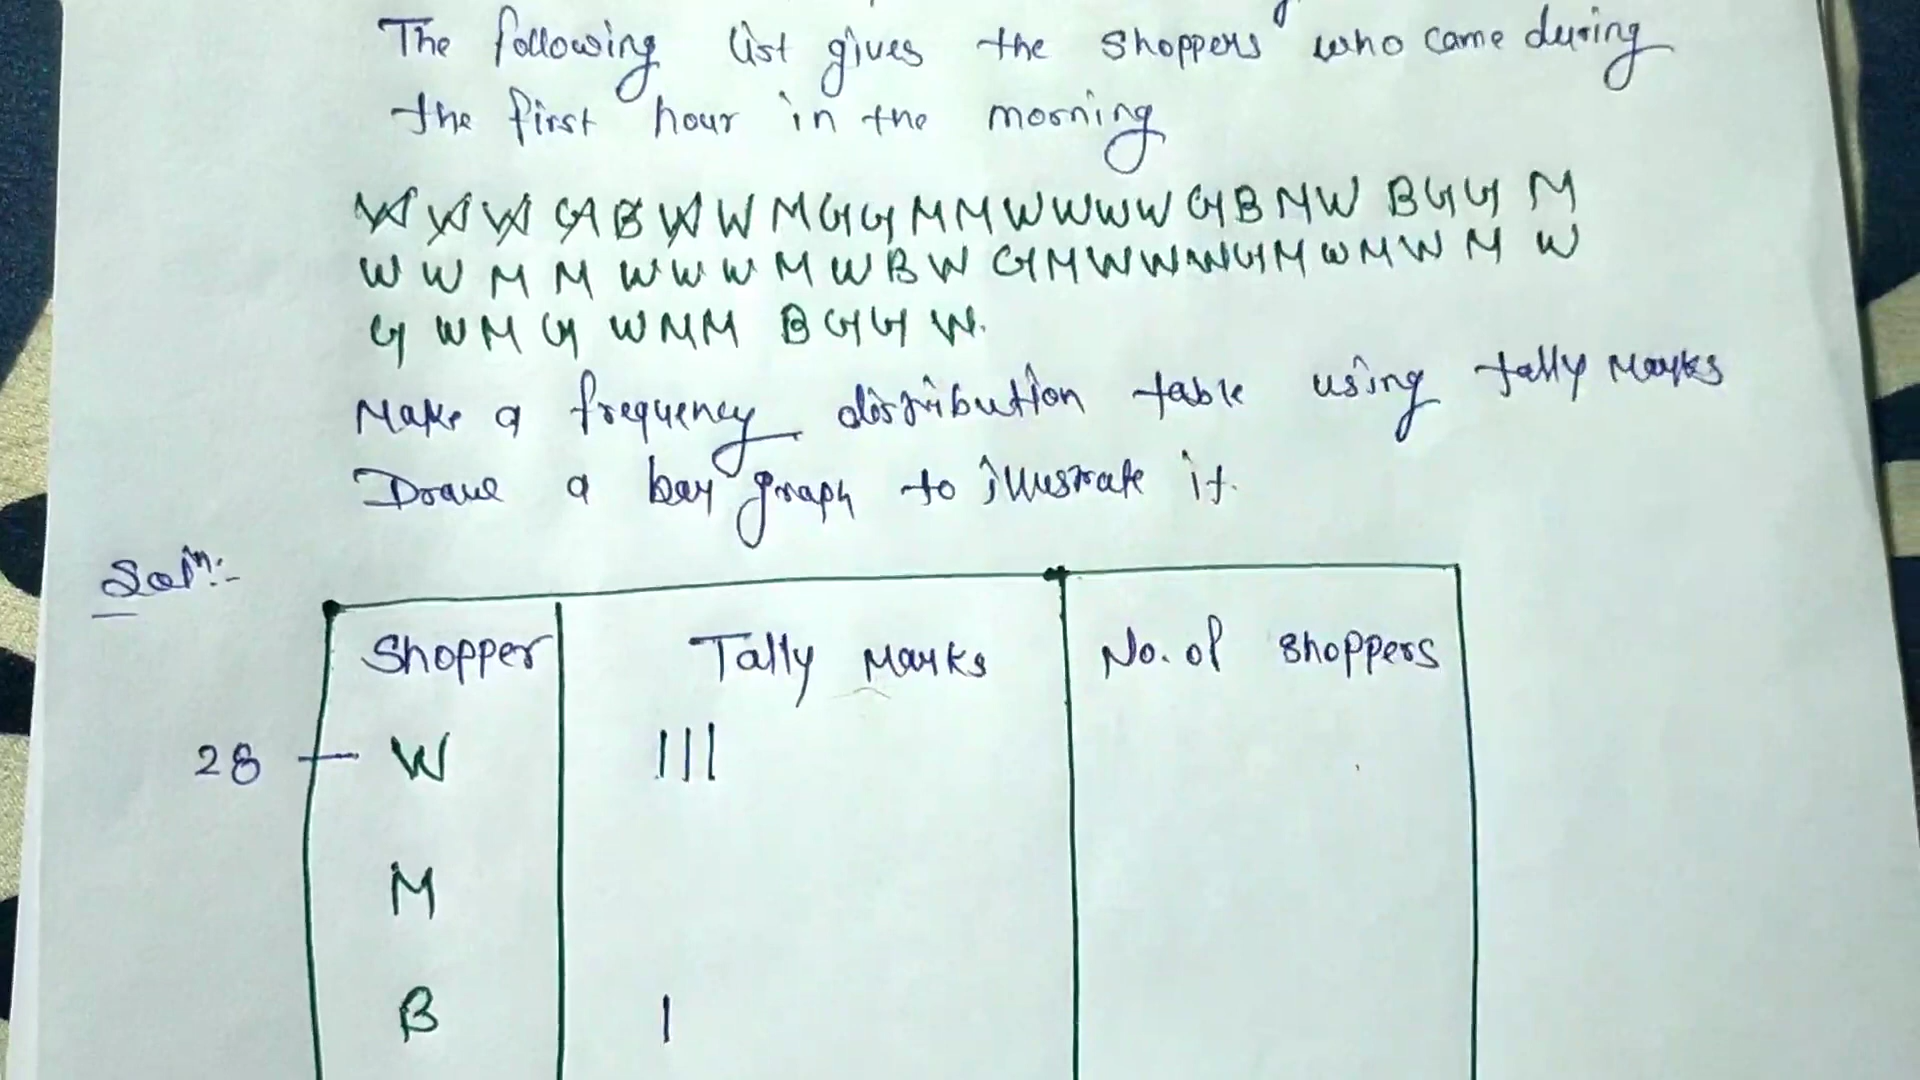 The following list gives the shoppers who came during
the first hour in the morning
W W W G B W W M G G M M W W W W G B M W B G G M
W W M M W W W M W B W G M W W W G M W M W M W
G W M G W M M B G G W.
Make a frequency distribution table using tally Marks
Draw a bar graph to illustrate it.
Soln:-
Shopper Tally Marks No. of shoppers
28 W |||
M
B |